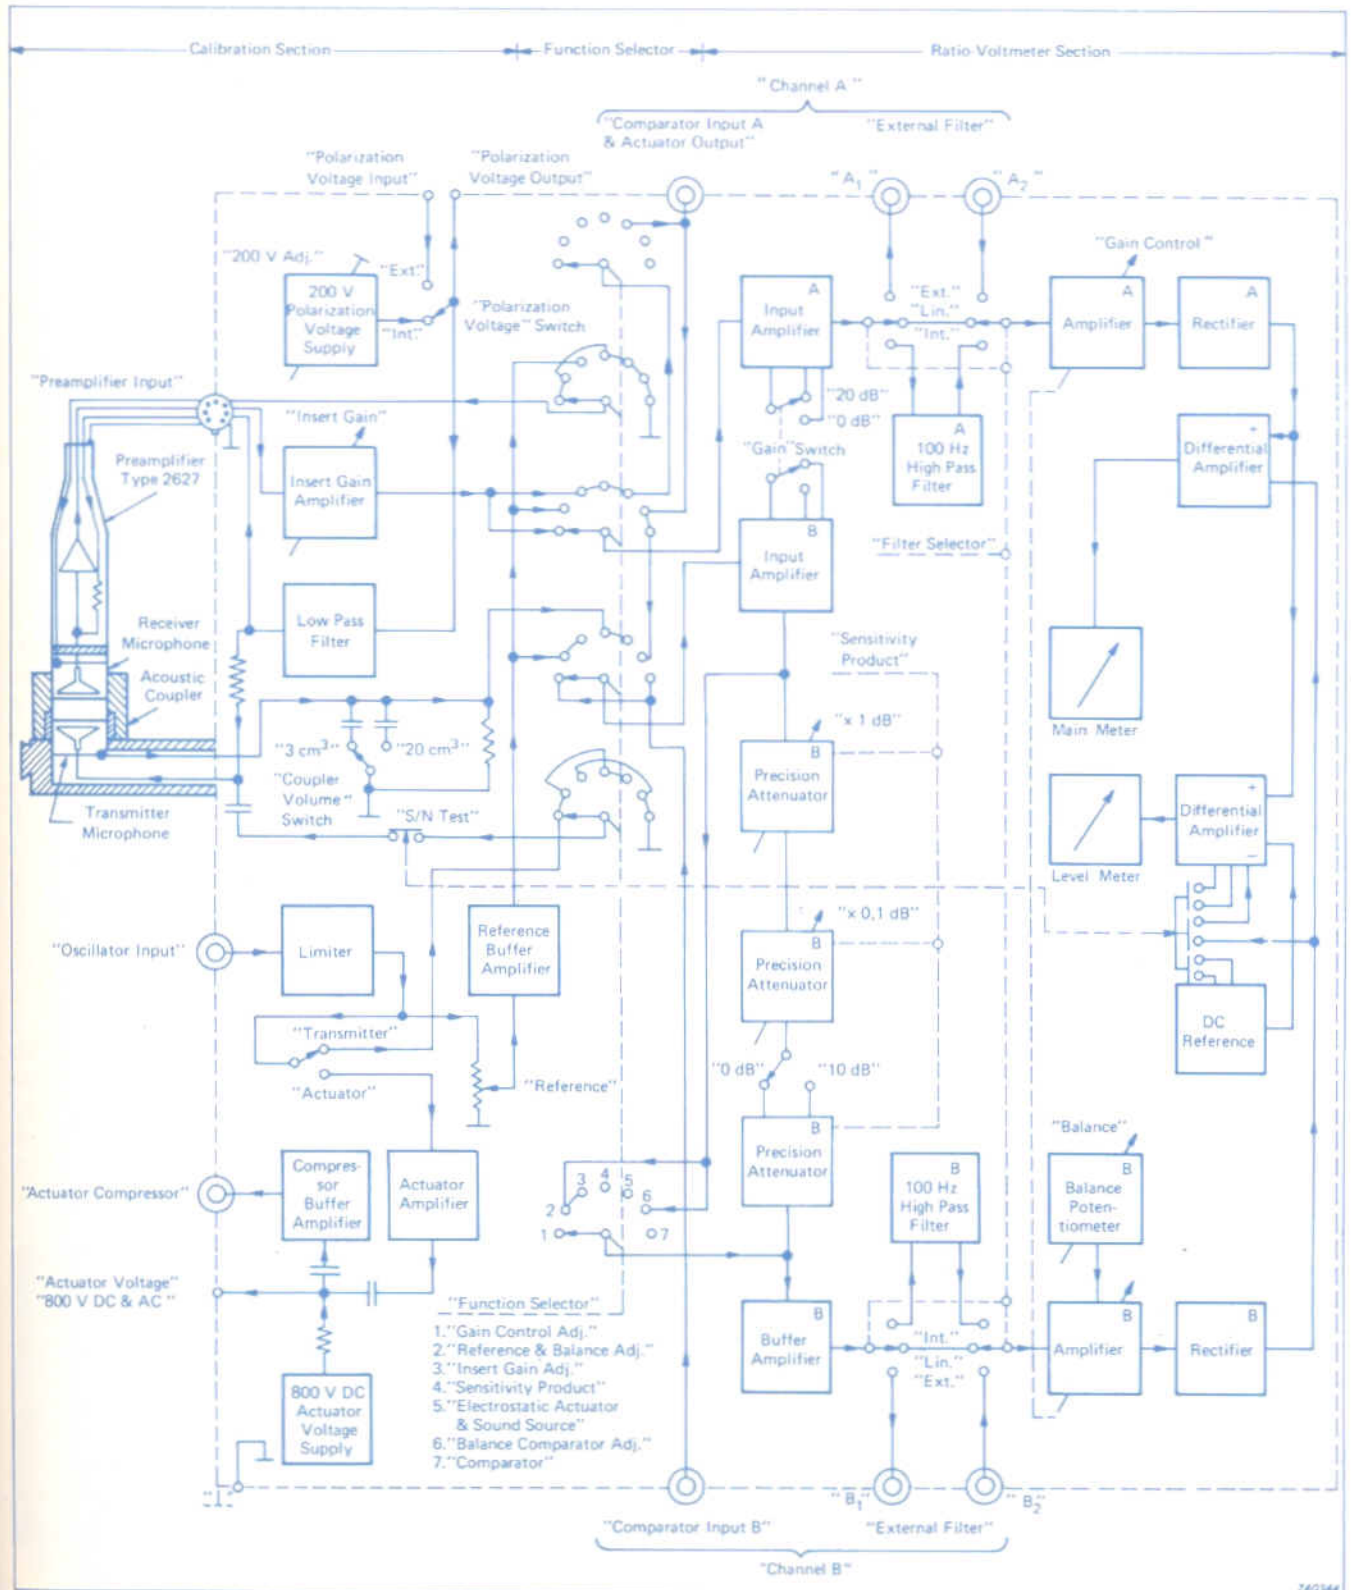 Calibration Section
Function Selector
Ratio Voltmeter Section
"Channel A"
"Comparator Input A
& Actuator Output"
"External Filter"
"Polarization
Voltage Input"
"Polarization
Voltage Output"
"A1"
"A2"
"200 V Adj."
"Ext."
"Int."
200 V
Polarization
Voltage
Supply
"Polarization
Voltage" Switch
A
Input
Amplifier
"Ext."
"Lin."
"Int."
"Gain Control"
A
Amplifier
A
Rectifier
"Preamplifier Input"
"20 dB"
"0 dB"
"Insert Gain"
"Gain" Switch
A
100 Hz
High Pass
Filter
+
Differential
Amplifier
Preamplifier
Type 2627
Insert Gain
Amplifier
B
Input
Amplifier
"Filter Selector"
Receiver
Microphone
Low Pass
Filter
"Sensitivity
Product"
Acoustic
Coupler
"3 cm3"
"20 cm3"
"Coupler
Volume"
Switch
"S/N Test"
Transmitter
Microphone
"x 1 dB"
B
Precision
Attenuator
Main Meter
+
Differential
Amplifier
−
Level Meter
"Oscillator Input"
Limiter
Reference
Buffer
Amplifier
"x 0,1 dB"
B
Precision
Attenuator
DC
Reference
"Transmitter"
"Actuator"
"Reference"
"0 dB"
"10 dB"
B
Precision
Attenuator
"Balance"
B
Balance
Poten-
tiometer
"Actuator Compressor"
Compres-
sor
Buffer
Amplifier
Actuator
Amplifier
1
2
3
4
5
6
7
B
100 Hz
High Pass
Filter
"Actuator Voltage"
"800 V DC & AC"
"Function Selector"
1."Gain Control Adj."
2."Reference & Balance Adj."
3."Insert Gain Adj."
4."Sensitivity Product"
5."Electrostatic Actuator
& Sound Source"
6."Balance Comparator Adj."
7."Comparator"
800 V DC
Actuator
Voltage
Supply
B
Buffer
Amplifier
"Int."
"Lin."
"Ext."
B
Amplifier
B
Rectifier
"B1"
"B2"
"Comparator Input B"
"External Filter"
"Channel B"